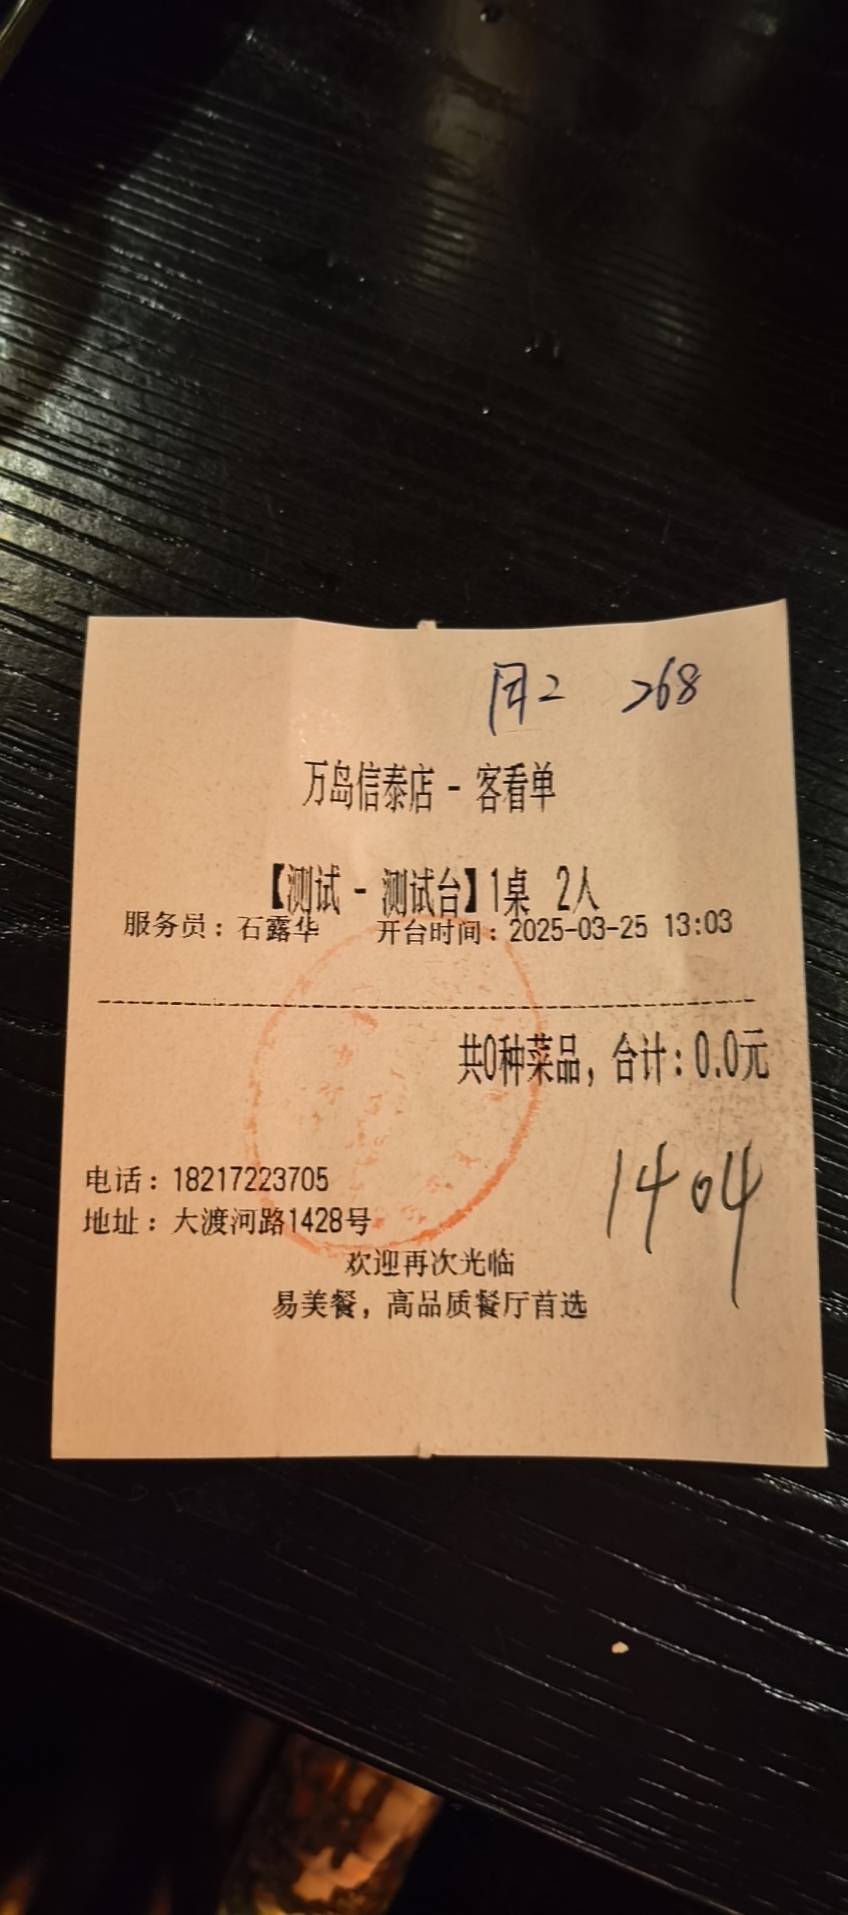 团2 268
万岛信泰店 - 客看单
【测试 - 测试台】1桌 2人
服务员：石露华 开台时间：2025-03-25 13:03
共0种菜品，合计：0.0元
1404
电话：18217223705
地址：大渡河路1428号
欢迎再次光临
易美餐，高品质餐厅首选